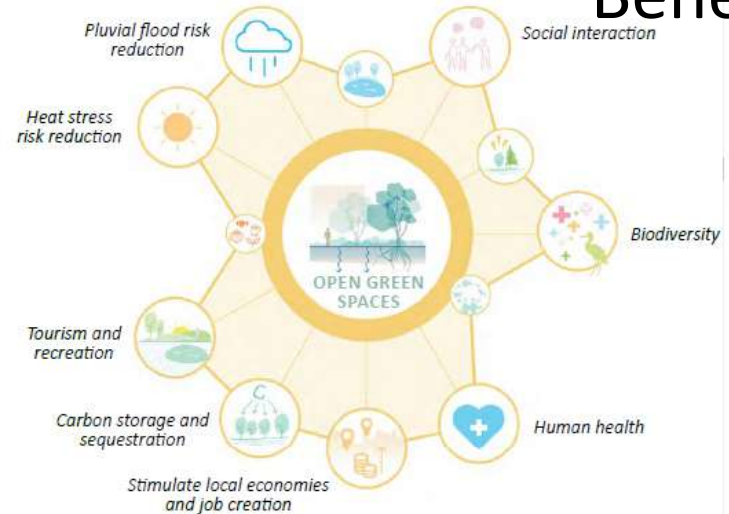 Bene
Pluvial flood risk
reduction
Social interaction
Heat stress
risk reduction
Biodiversity
OPEN GREEN
SPACES
Tourism and
recreation
Carbon storage and
sequestration
Human health
Stimulate local economies
and job creation
C